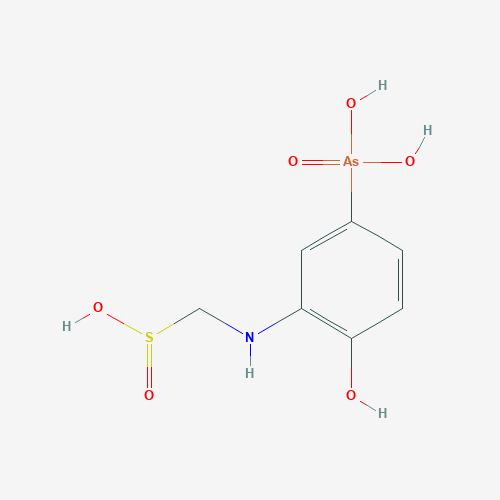 H
O H
O As O
H O S N
H
O O H